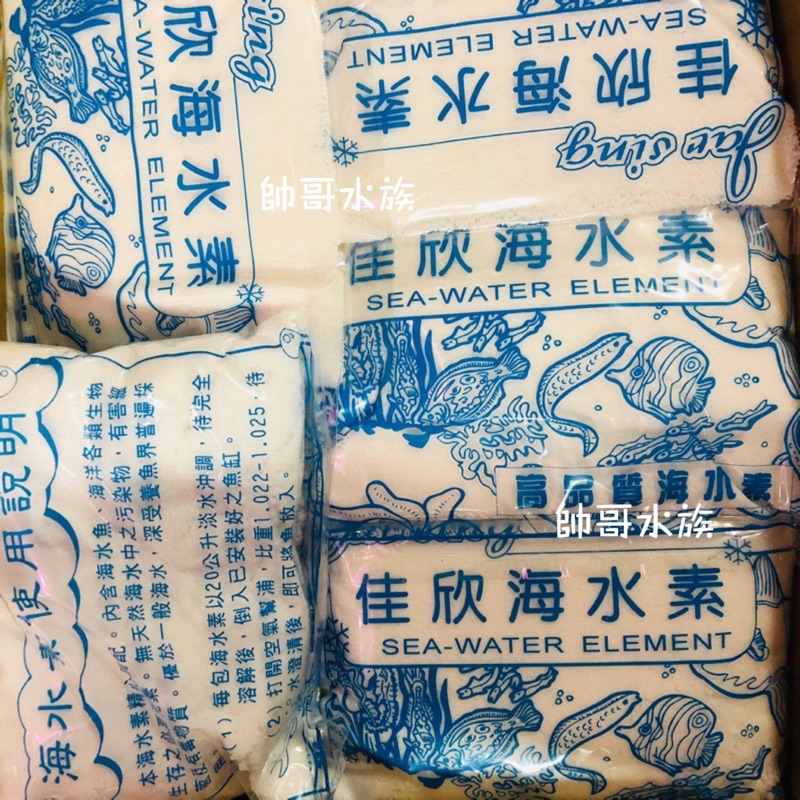 Jar sing
欣海水素
A-WATER ELEMENT
Jar sing
佳欣海水素
SEA-WATER ELEMENT
帥哥水族
佳欣海水素
SEA-WATER ELEMENT
高品質海水素
帥哥水族
佳欣海水素
SEA-WATER ELEMENT
海水素使用說明
本海水素精 配。內含海水魚、海洋各類生物
生存之 素。無天然海水中之污染物，有害
物質。優於一般海水，深受養魚界普遍採
(1) 每包海水素以20公升淡水沖調，待完全
溶解後，倒入已安裝好之魚缸。
(2) 打開空氣幫浦，比重1.022-1.025，待
水澄清後，即可將魚放入。